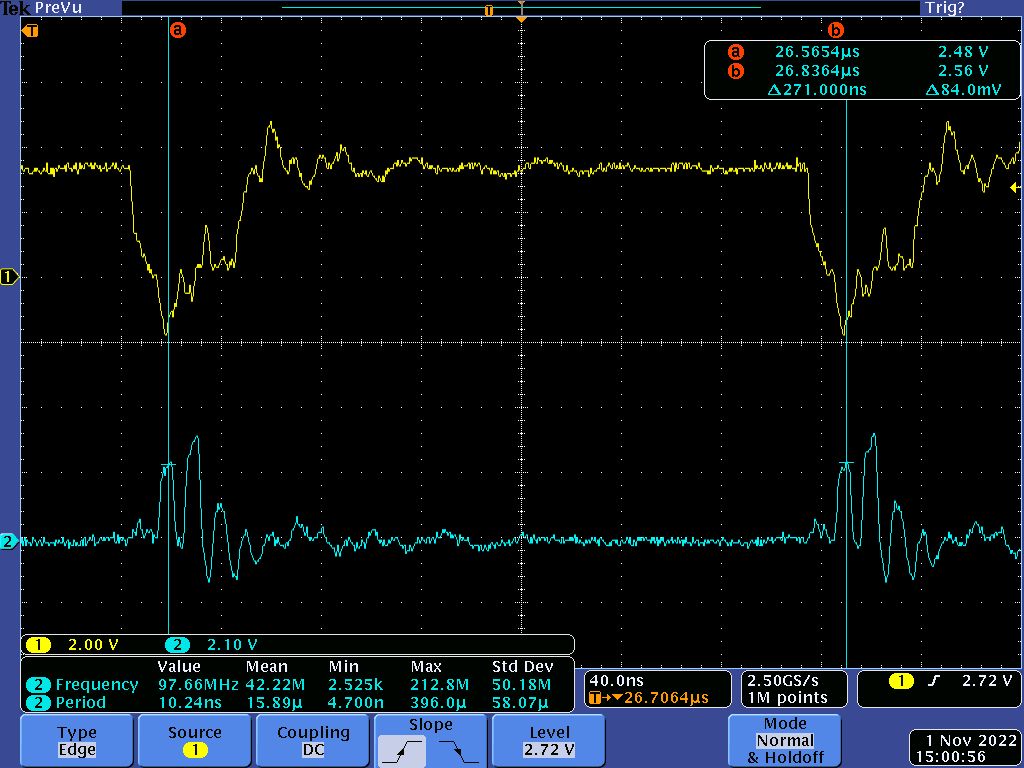 Tek PreVu Trig?
T
T a b
a 26.5654µs 2.48 V
b 26.8364µs 2.56 V
Δ271.000ns Δ84.0mV
1
2
1 2.00 V 2 2.10 V
Value Mean Min Max Std Dev
2 Frequency 97.66MHz 42.22M 2.525k 212.8M 50.18M
2 Period 10.24ns 15.89µ 4.700n 396.0µ 58.07µ
40.0ns
T→▼26.7064µs
2.50GS/s
1M points
1 2.72 V
Type
Edge
Source
1
Coupling
DC
Slope
Level
2.72 V
Mode
Normal
& Holdoff
1 Nov 2022
15:00:56